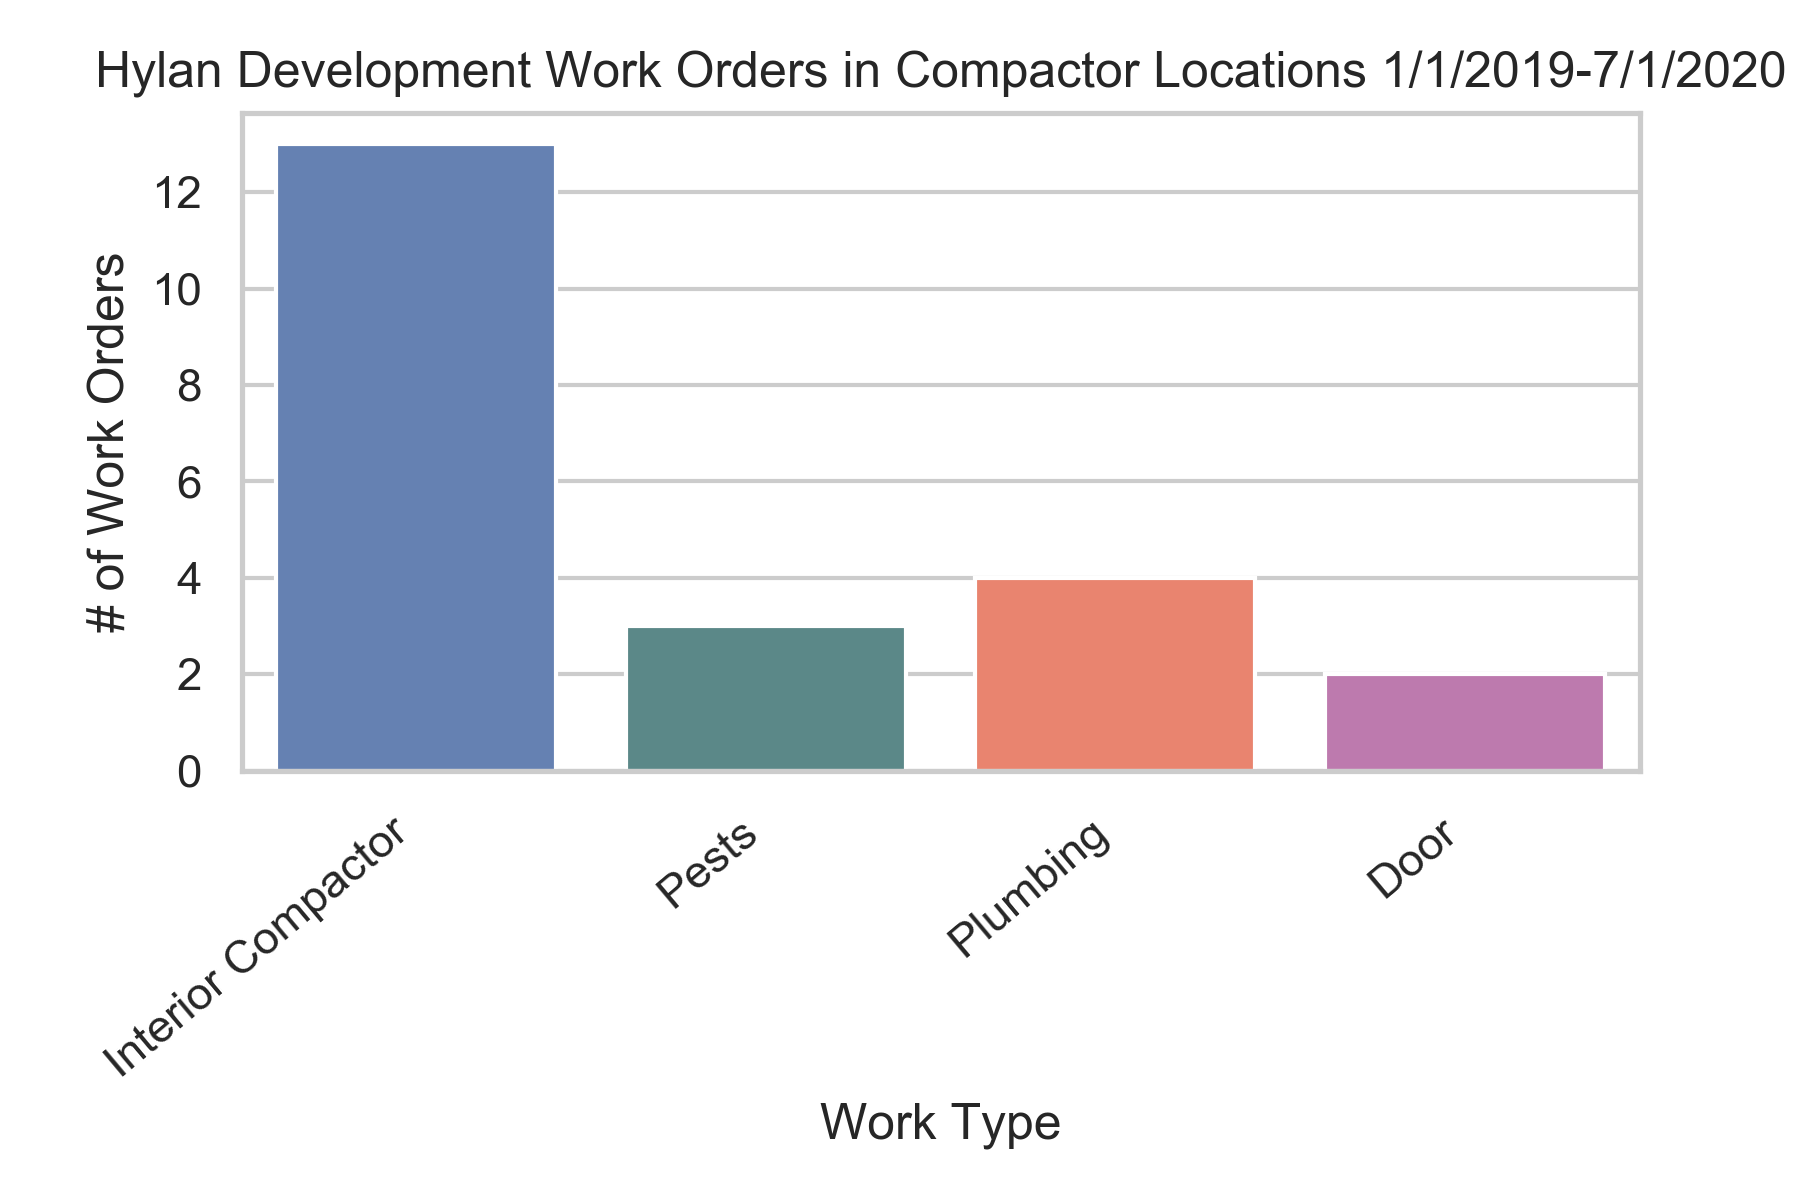 Hylan Development Work Orders in Compactor Locations 1/1/2019-7/1/2020
# of Work Orders
12
10
8
6
4
2
0
Interior Compactor
Pests
Plumbing
Door
Work Type